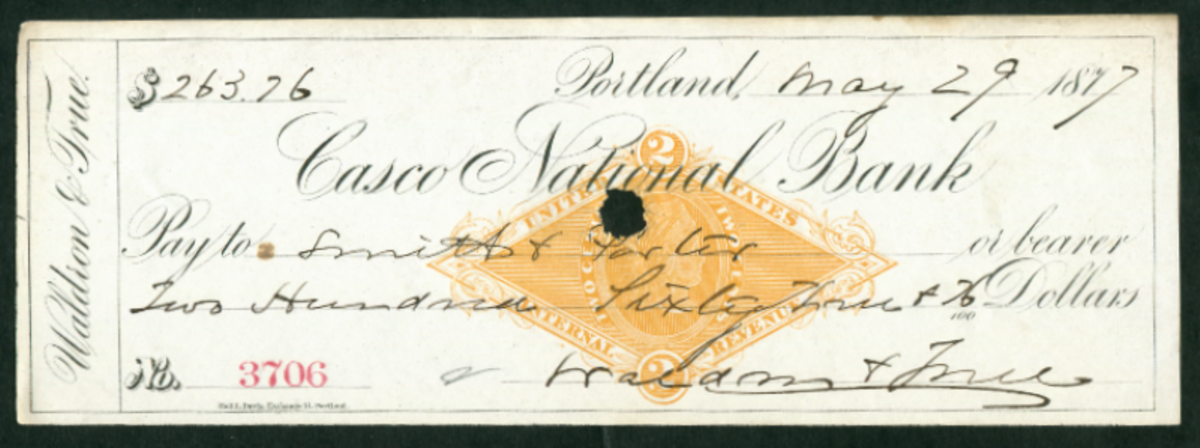 Waldron & True.
$263.76 Portland, May 29 1877
Casco National Bank
2
UNITED STATES
Pay to Smith & Porter or bearer
Two Hundred Sixty Three & 76/100 Dollars
INTERNAL REVENUE
2
No. 3706
Waldron & True